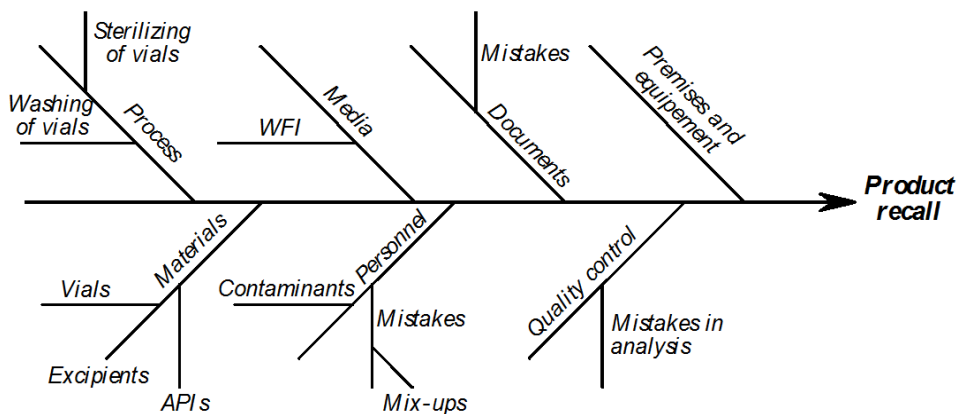 Sterilizing
of vials
Mistakes
Premises and
equipement
Washing
of vials
Process
WFI
Media
Documents
Product
recall
Materials
Personnel
Quality control
Vials
Contaminants
Mistakes
Mistakes in
analysis
Excipients
APIs
Mix-ups